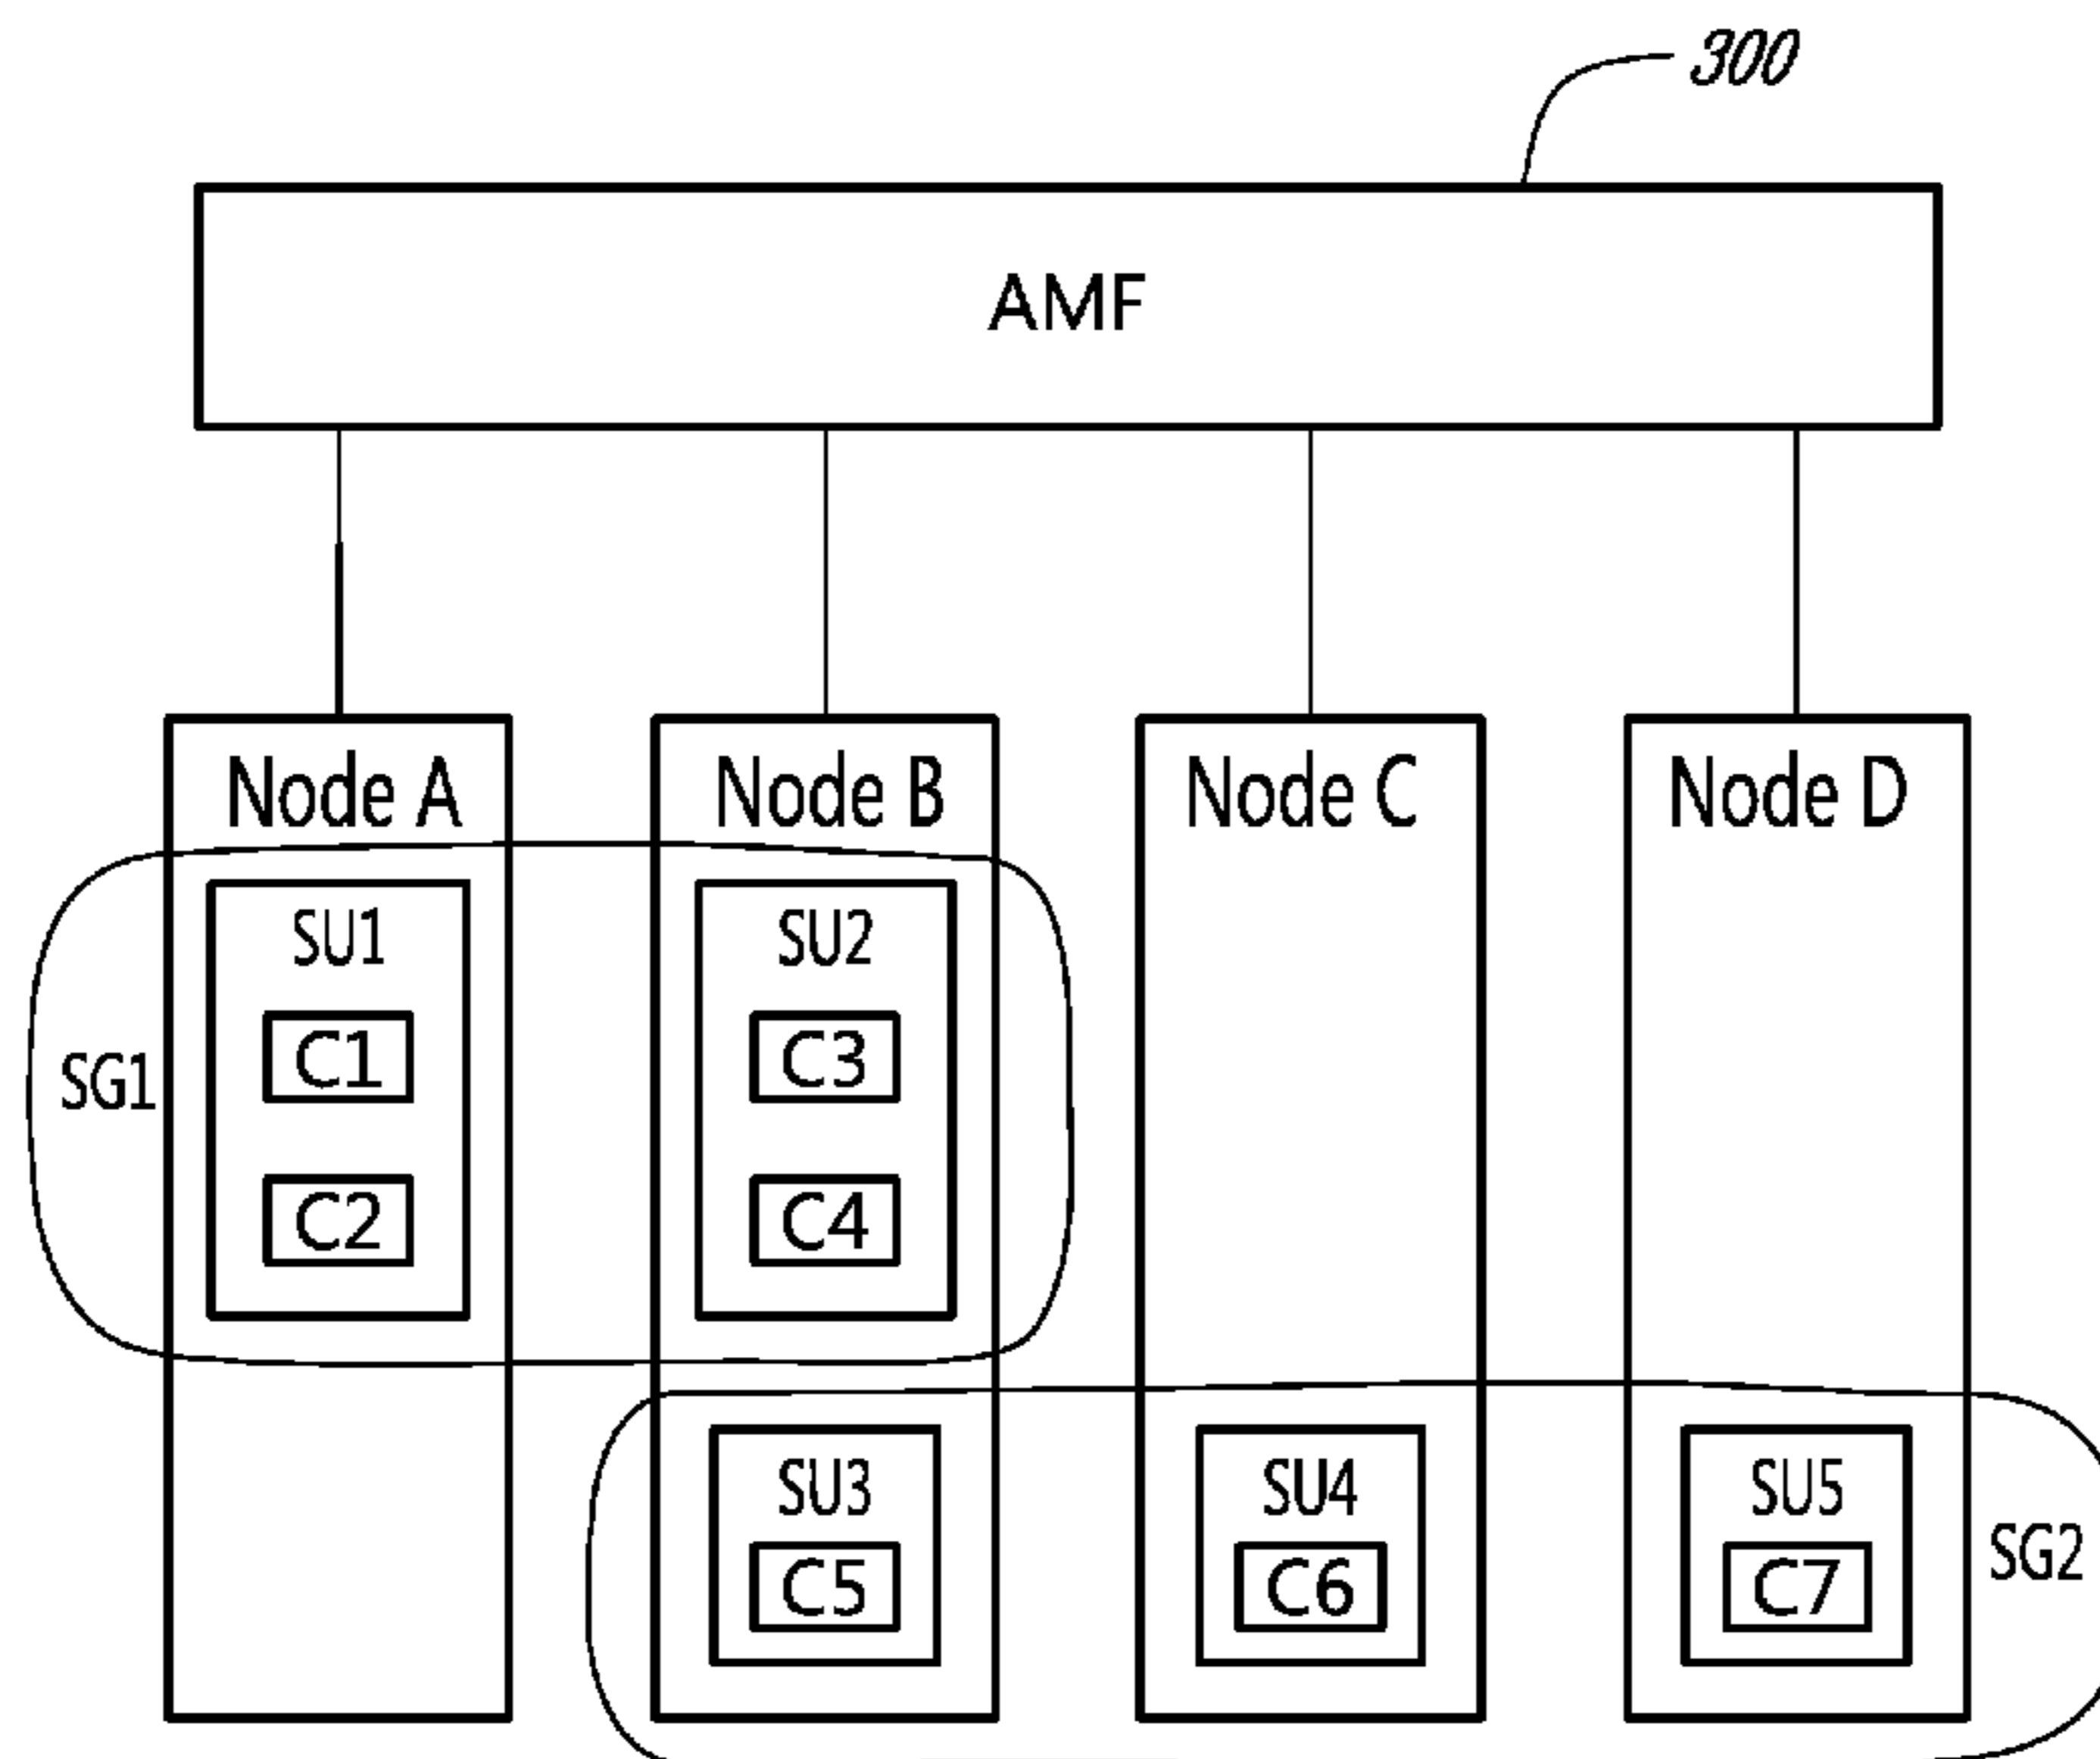 300
AMF
Node A
Node B
Node C
Node D
SU1
SU2
C1
C3
SG1
C2
C4
SU3
SU4
SU5
SG2
C5
C6
C7